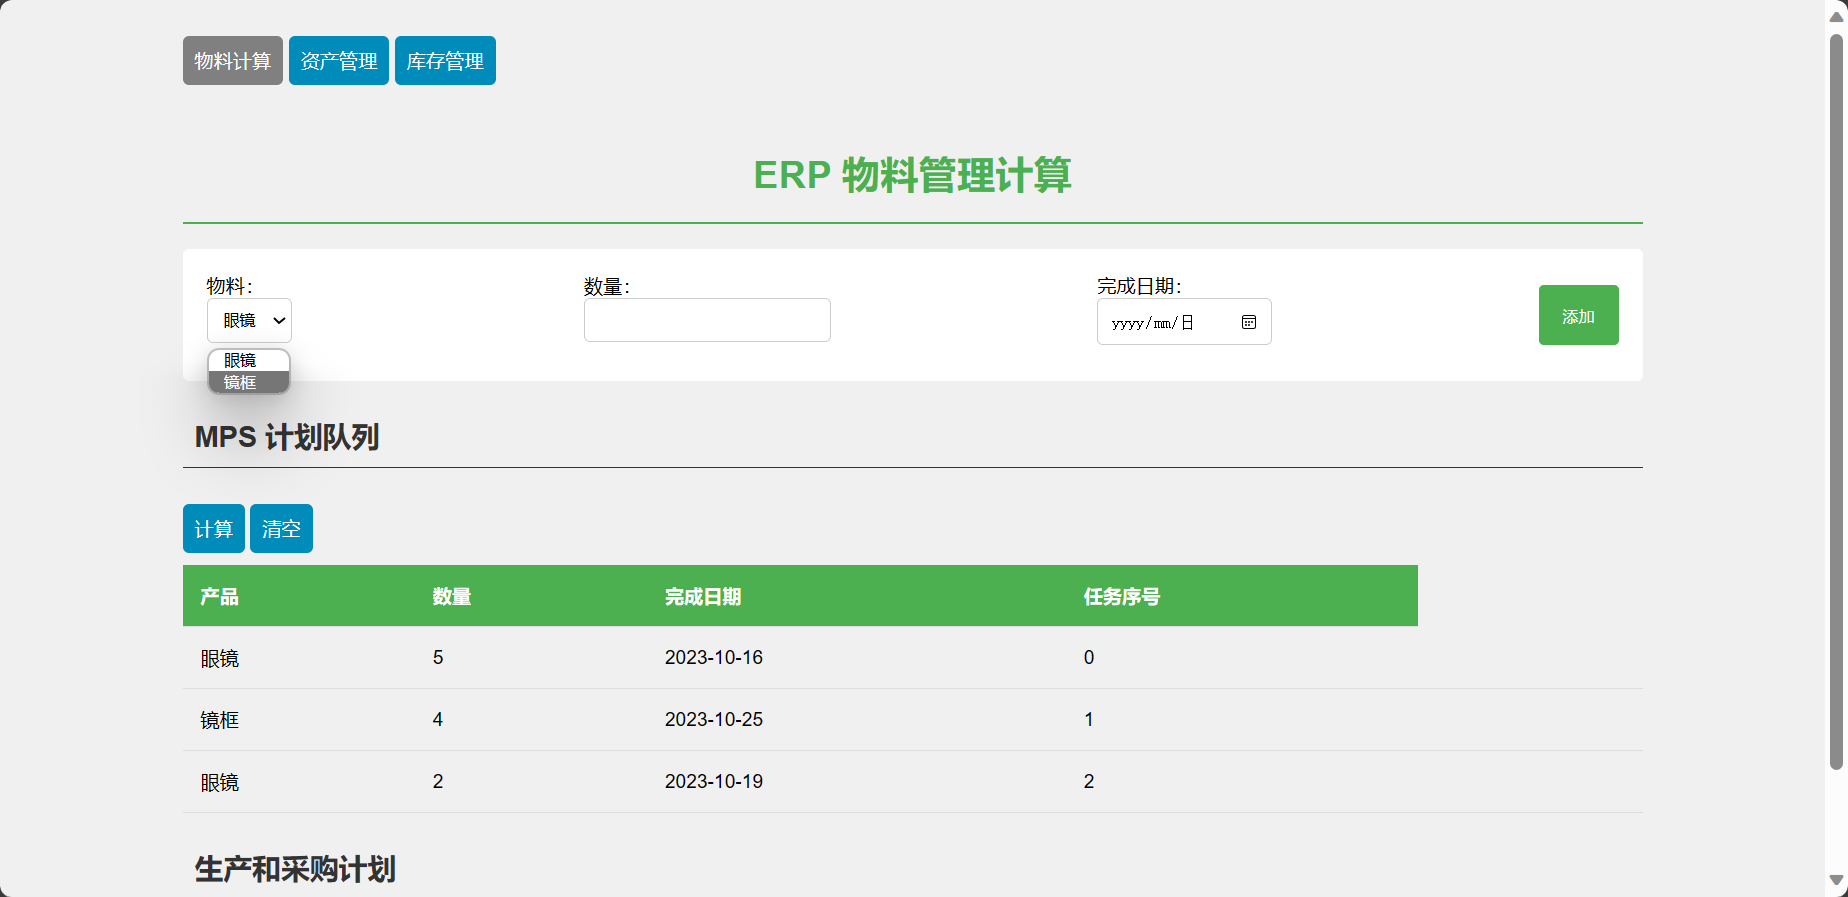 物料计算 资产管理 库存管理
ERP 物料管理计算
物料： 数量： 完成日期：
眼镜 yyyy/mm/日 添加
眼镜
镜框
MPS 计划队列
计算 清空
产品 数量 完成日期 任务序号
眼镜 5 2023-10-16 0
镜框 4 2023-10-25 1
眼镜 2 2023-10-19 2
生产和采购计划